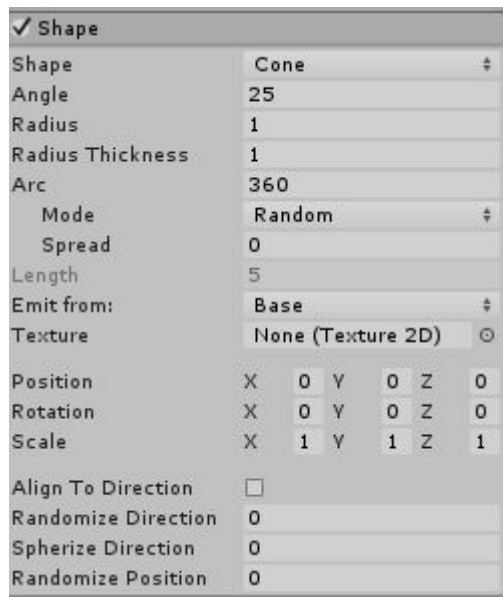 Shape
Shape Cone
Angle 25
Radius 1
Radius Thickness 1
Arc 360
Mode Random
Spread 0
Length 5
Emit from: Base
Texture None (Texture 2D)
Position X 0 Y 0 Z 0
Rotation X 0 Y 0 Z 0
Scale X 1 Y 1 Z 1
Align To Direction
Randomize Direction 0
Spherize Direction 0
Randomize Position 0